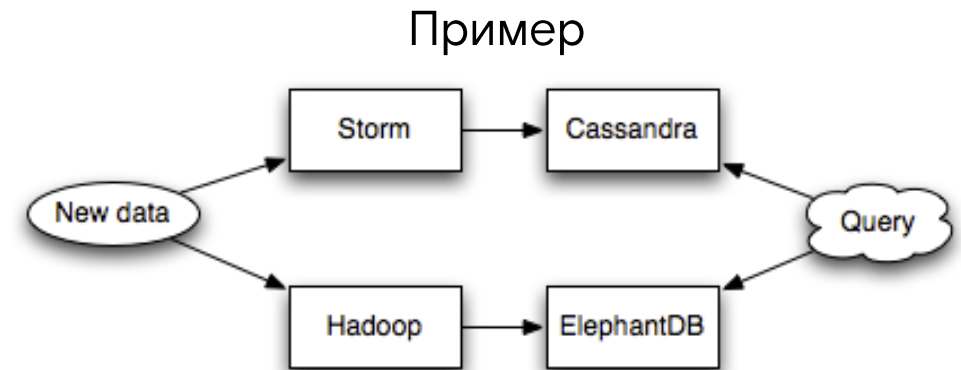 Пример
Storm
Cassandra
New data
Query
Hadoop
ElephantDB